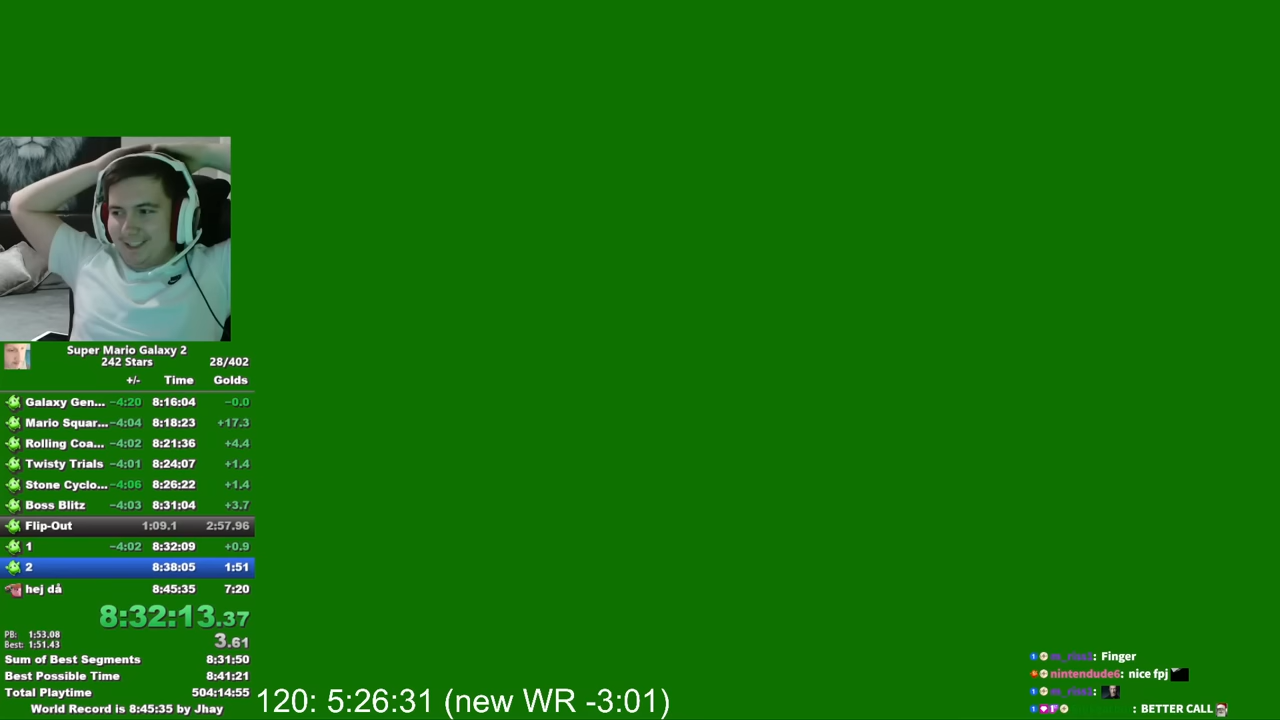 Super Mario Galaxy 2
242 Stars 28/402
+/- Time Golds
Galaxy Gen... −4:20 8:16:04 −0.0
Mario Squar... −4:04 8:18:23 +17.3
Rolling Coa... −4:02 8:21:36 +4.4
Twisty Trials −4:01 8:24:07 +1.4
Stone Cyclo... −4:06 8:26:22 +1.4
Boss Blitz −4:03 8:31:04 +3.7
Flip-Out 1:09.1 2:57.96
1 −4:02 8:32:09 +0.9
2 8:38:05 1:51
hej då 8:45:35 7:20
8:32:13.37
PB: 1:53.08
Best: 1:51.43
3.61
Sum of Best Segments 8:31:50
Best Possible Time 8:41:21
Total Playtime 504:14:55
World Record is 8:45:35 by Jhay
120: 5:26:31 (new WR -3:01)
: Finger
nintendude6: nice fpj
:
: BETTER CALL